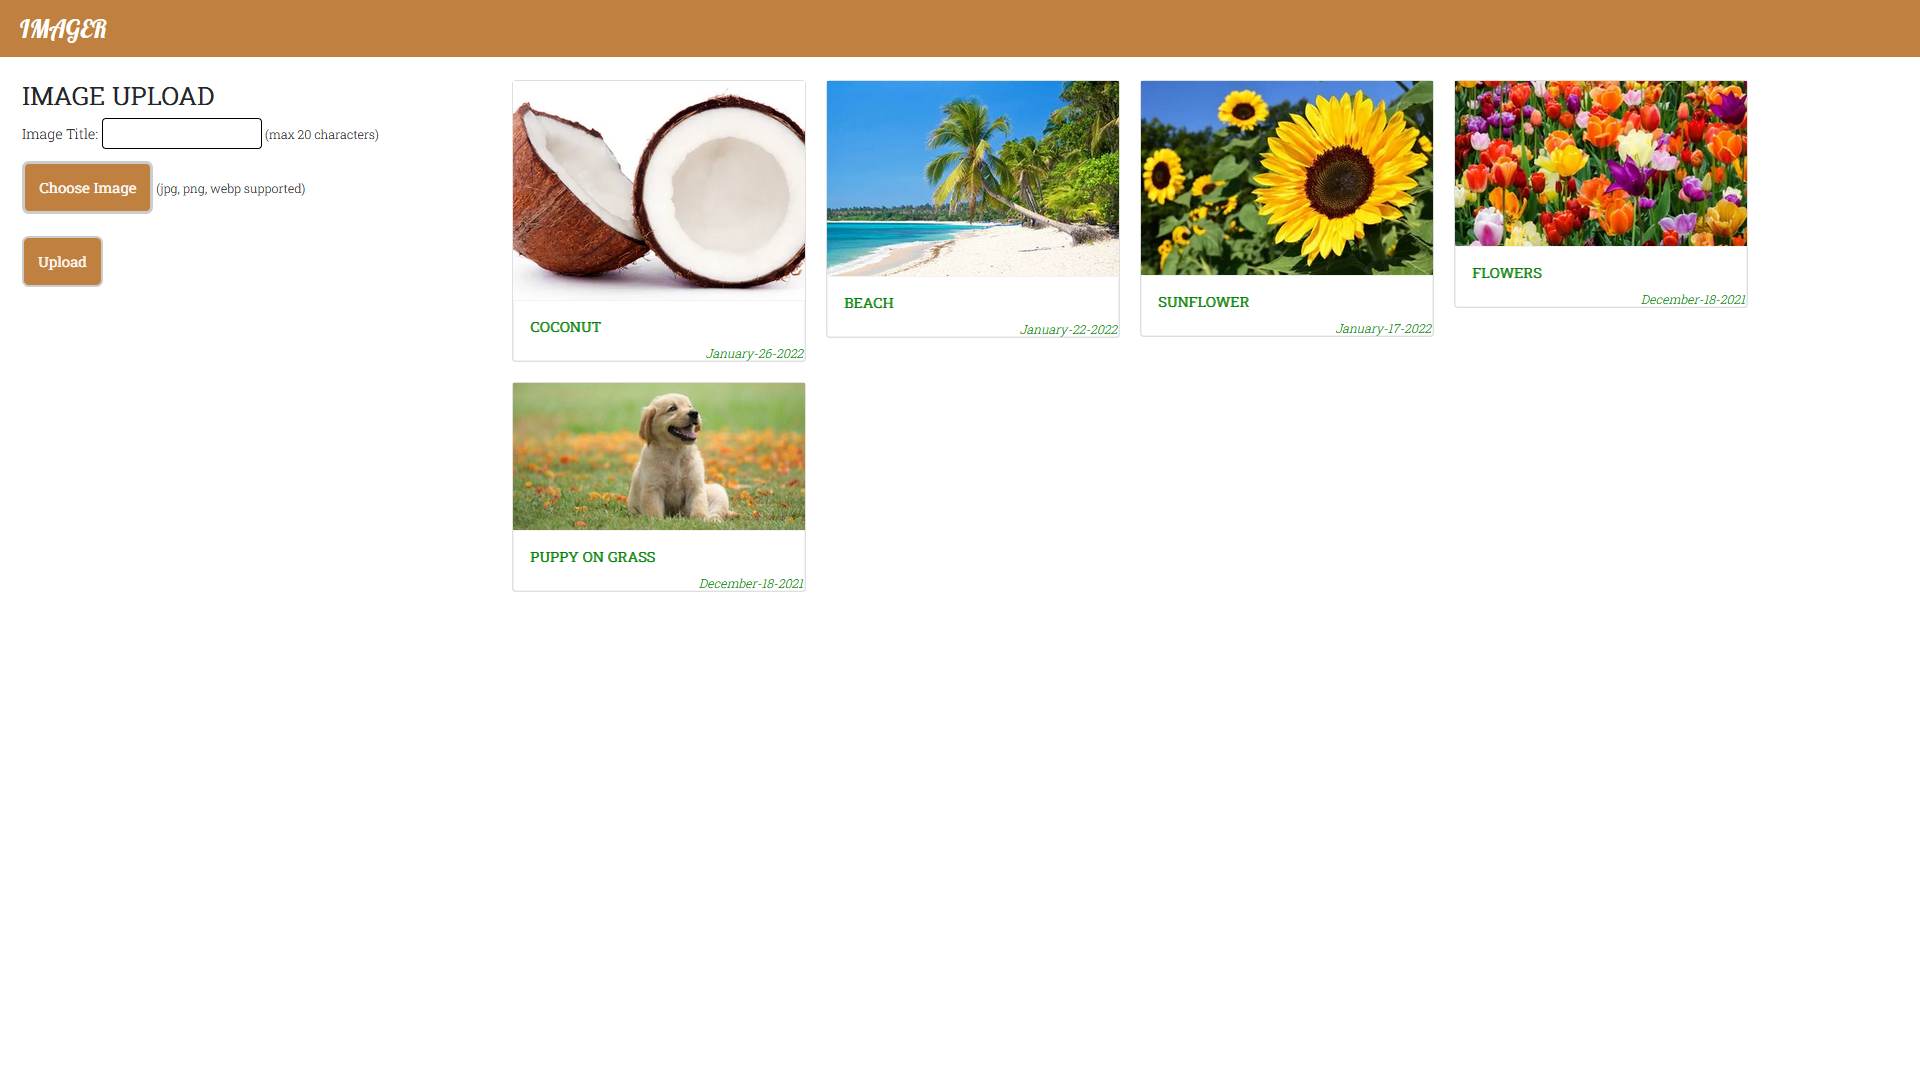 IMAGER
IMAGE UPLOAD
Image Title: (max 20 characters)
Choose Image (jpg, png, webp supported)
Upload
COCONUT
January-26-2022
BEACH
January-22-2022
SUNFLOWER
January-17-2022
FLOWERS
December-18-2021
PUPPY ON GRASS
December-18-2021